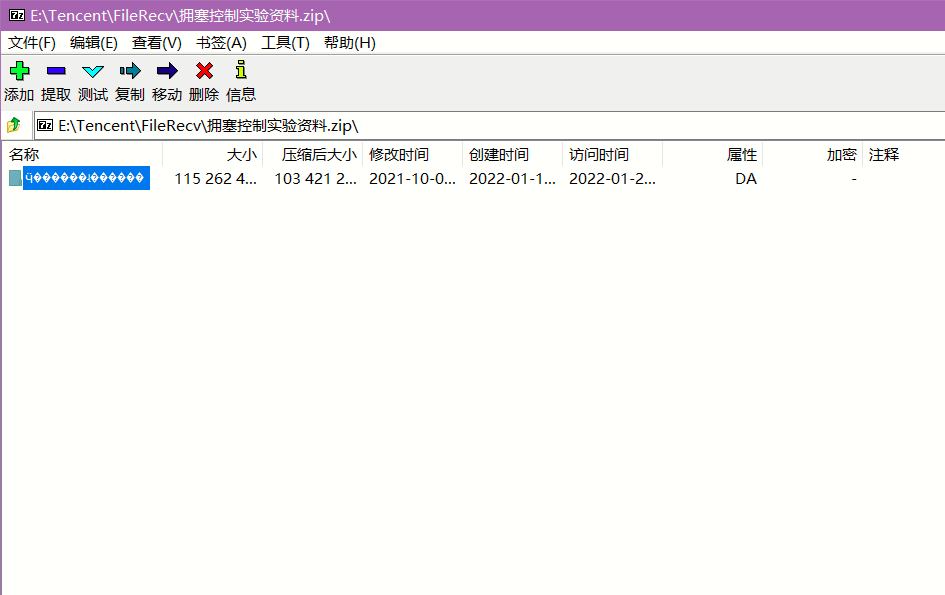 E:\Tencent\FileRecv\拥塞控制实验资料.zip\
文件(F) 编辑(E) 查看(V) 书签(A) 工具(T) 帮助(H)
添加 提取 测试 复制 移动 删除 信息
E:\Tencent\FileRecv\拥塞控制实验资料.zip\
名称 大小 压缩后大小 修改时间 创建时间 访问时间 属性 加密 注释
115 262 4... 103 421 2... 2021-10-0... 2022-01-1... 2022-01-2... DA -